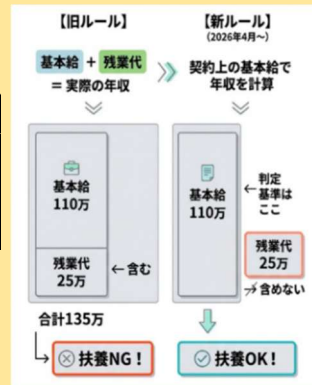 【旧ルール】
基本給 + 残業代
= 実際の年収
基本給
110万
残業代
25万
←含む
合計135万
扶養NG!
【新ルール】
(2026年4月〜)
契約上の基本給で
年収を計算
基本給
110万
←
判定
基準は
ここ
残業代
25万
含めない
扶養OK!